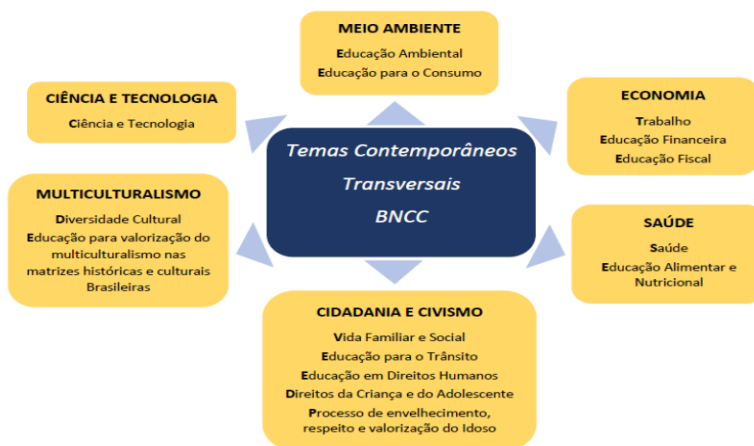 MEIO AMBIENTE
Educação Ambiental
Educação para o Consumo
CIÊNCIA E TECNOLOGIA
Ciência e Tecnologia
ECONOMIA
Trabalho
Educação Financeira
Educação Fiscal
Temas Contemporâneos
Transversais
BNCC
MULTICULTURALISMO
Diversidade Cultural
Educação para valorização do
multiculturalismo nas
matrizes históricas e culturais
Brasileiras
SAÚDE
Saúde
Educação Alimentar e
Nutricional
CIDADANIA E CIVISMO
Vida Familiar e Social
Educação para o Trânsito
Educação em Direitos Humanos
Direitos da Criança e do Adolescente
Processo de envelhecimento,
respeito e valorização do Idoso